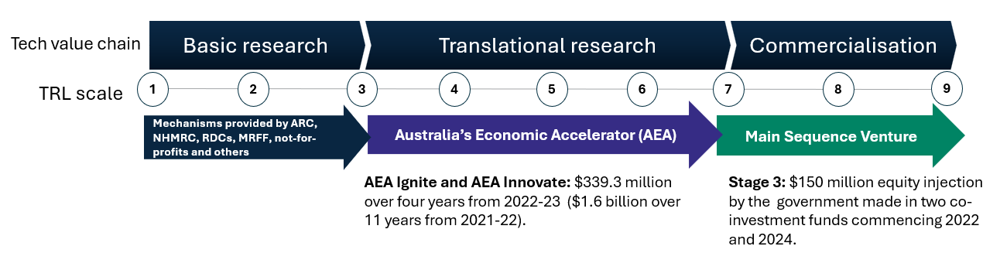 Tech value chain
Basic research
Translational research
Commercialisation
TRL scale
1
2
3
4
5
6
7
8
9
Mechanisms provided by ARC,
NHMRC, RDCs, MRFF, not-for-
profits and others
Australia’s Economic Accelerator (AEA)
Main Sequence Venture
AEA Ignite and AEA Innovate: $339.3 million
over four years from 2022-23 ($1.6 billion over
11 years from 2021-22).
Stage 3: $150 million equity injection
by the government made in two co-
investment funds commencing 2022
and 2024.